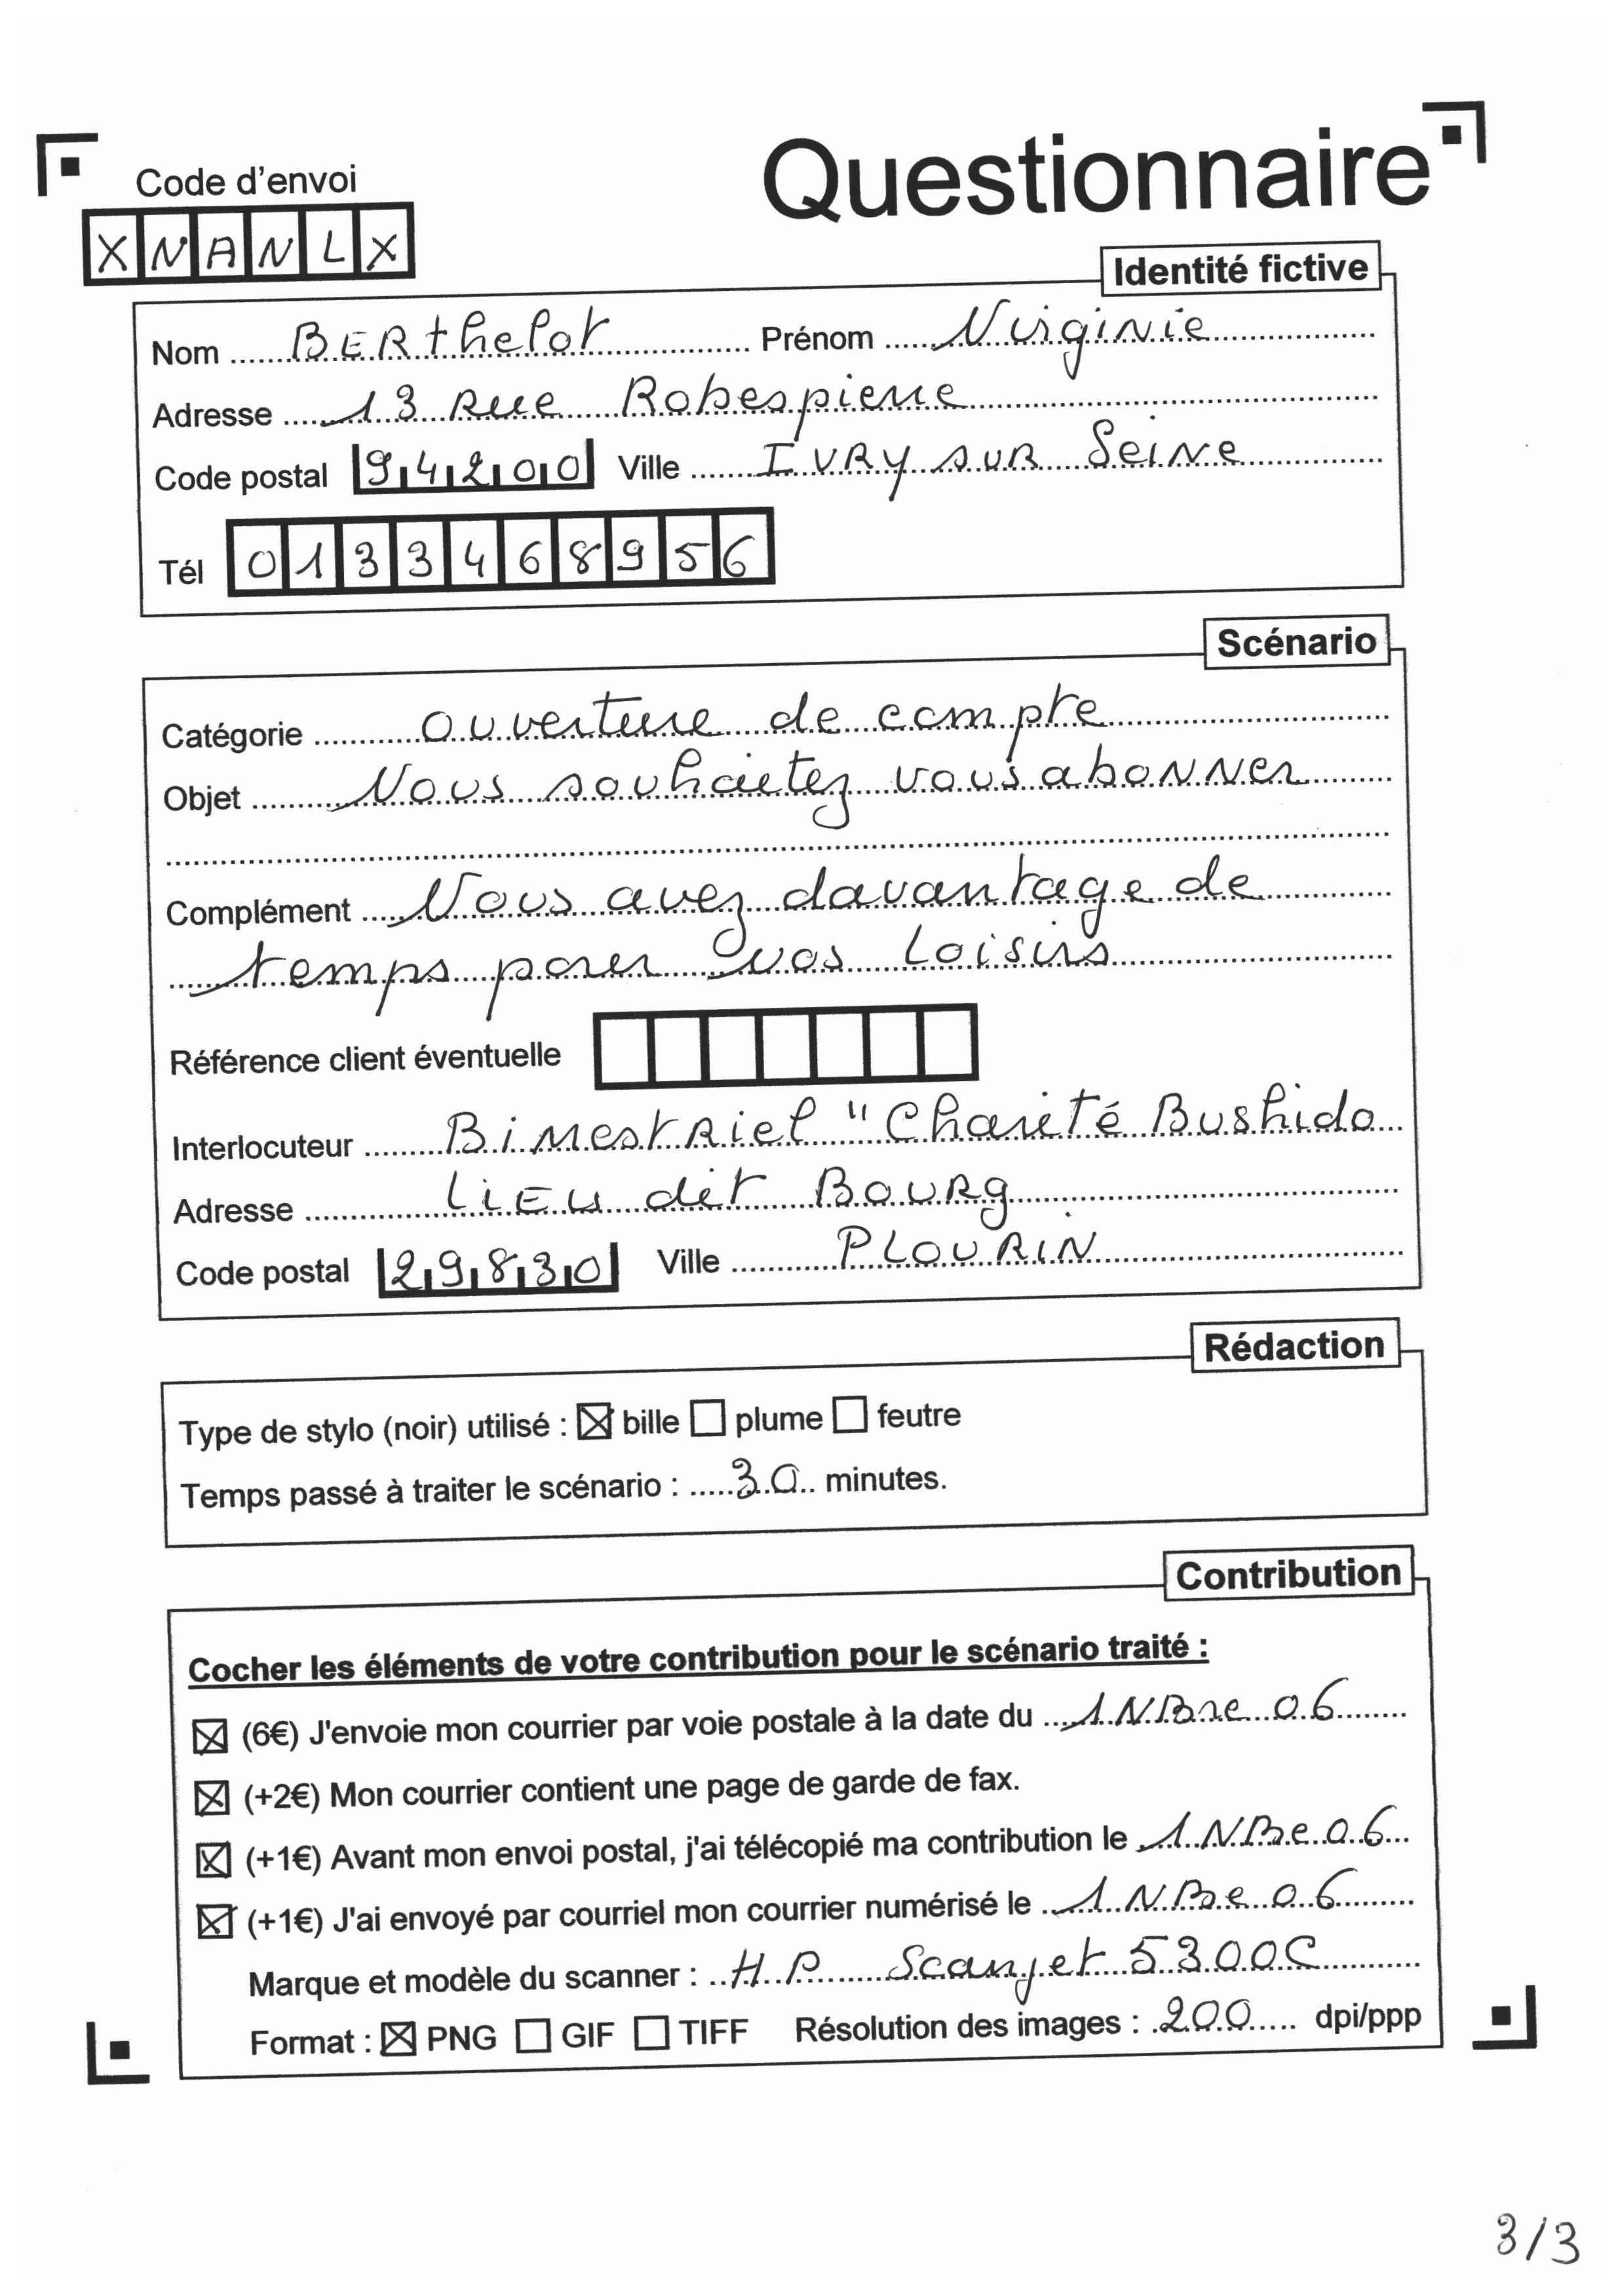 Questionnaire
Code d'envoi
XNANLX
Identité fictive
Nom BERthelot Prénom Virginie
Adresse 13 Rue Robespierre
Code postal 94200 Ville IVRY sur Seine
Tél 0133468956
Scénario
Catégorie ouverture de compte
Objet Vous souhaitez vous abonner
Complément Vous avez davantage de
temps pour vos Loisirs
Référence client éventuelle
Interlocuteur Bimestriel "Charité Bushido
Adresse LiEu dit Bourg
Code postal 29830 Ville PLOURIN
Rédaction
Type de stylo (noir) utilisé : bille plume feutre
Temps passé à traiter le scénario : 30 minutes.
Contribution
Cocher les éléments de votre contribution pour le scénario traité :
(6€) J'envoie mon courrier par voie postale à la date du 1 NBre 06
(+2€) Mon courrier contient une page de garde de fax.
(+1€) Avant mon envoi postal, j'ai télécopié ma contribution le 1 NBre 06
(+1€) J'ai envoyé par courriel mon courrier numérisé le 1 NBre 06
Marque et modèle du scanner : HP Scanjet 5300C
Format : PNG GIF TIFF Résolution des images : 200 dpi/ppp
3/3